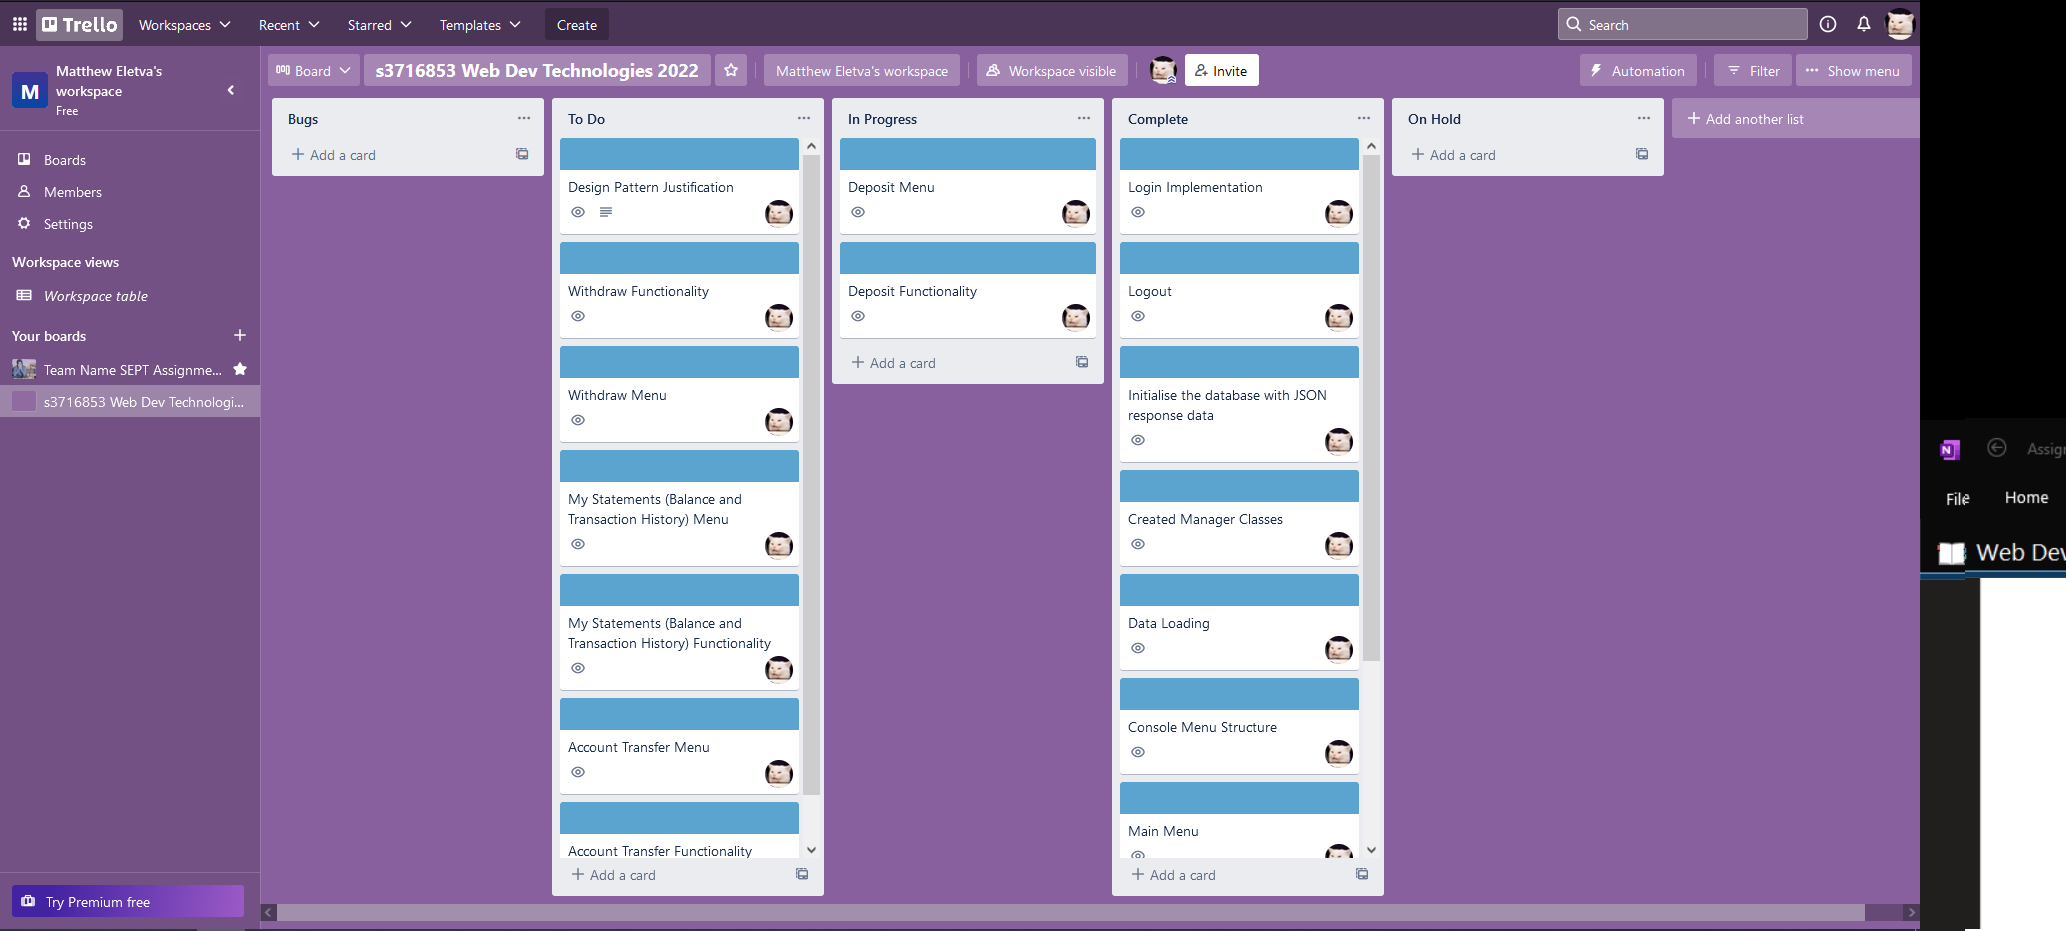 Trello
Workspaces
Recent
Starred
Templates
Create
Search
M
Matthew Eletva's
workspace
Free
Board
s3716853 Web Dev Technologies 2022
Matthew Eletva's workspace
Workspace visible
Invite
Automation
Filter
Show menu
Boards
Members
Settings
Workspace views
Workspace table
Your boards
Team Name SEPT Assignme...
s3716853 Web Dev Technologi...
Try Premium free
Bugs
Add a card
To Do
Design Pattern Justification
Withdraw Functionality
Withdraw Menu
My Statements (Balance and
Transaction History) Menu
My Statements (Balance and
Transaction History) Functionality
Account Transfer Menu
Account Transfer Functionality
Add a card
In Progress
Deposit Menu
Deposit Functionality
Add a card
Complete
Login Implementation
Logout
Initialise the database with JSON
response data
Created Manager Classes
Data Loading
Console Menu Structure
Main Menu
Add a card
On Hold
Add a card
Add another list
N
Assig
File
Home
Web Dev